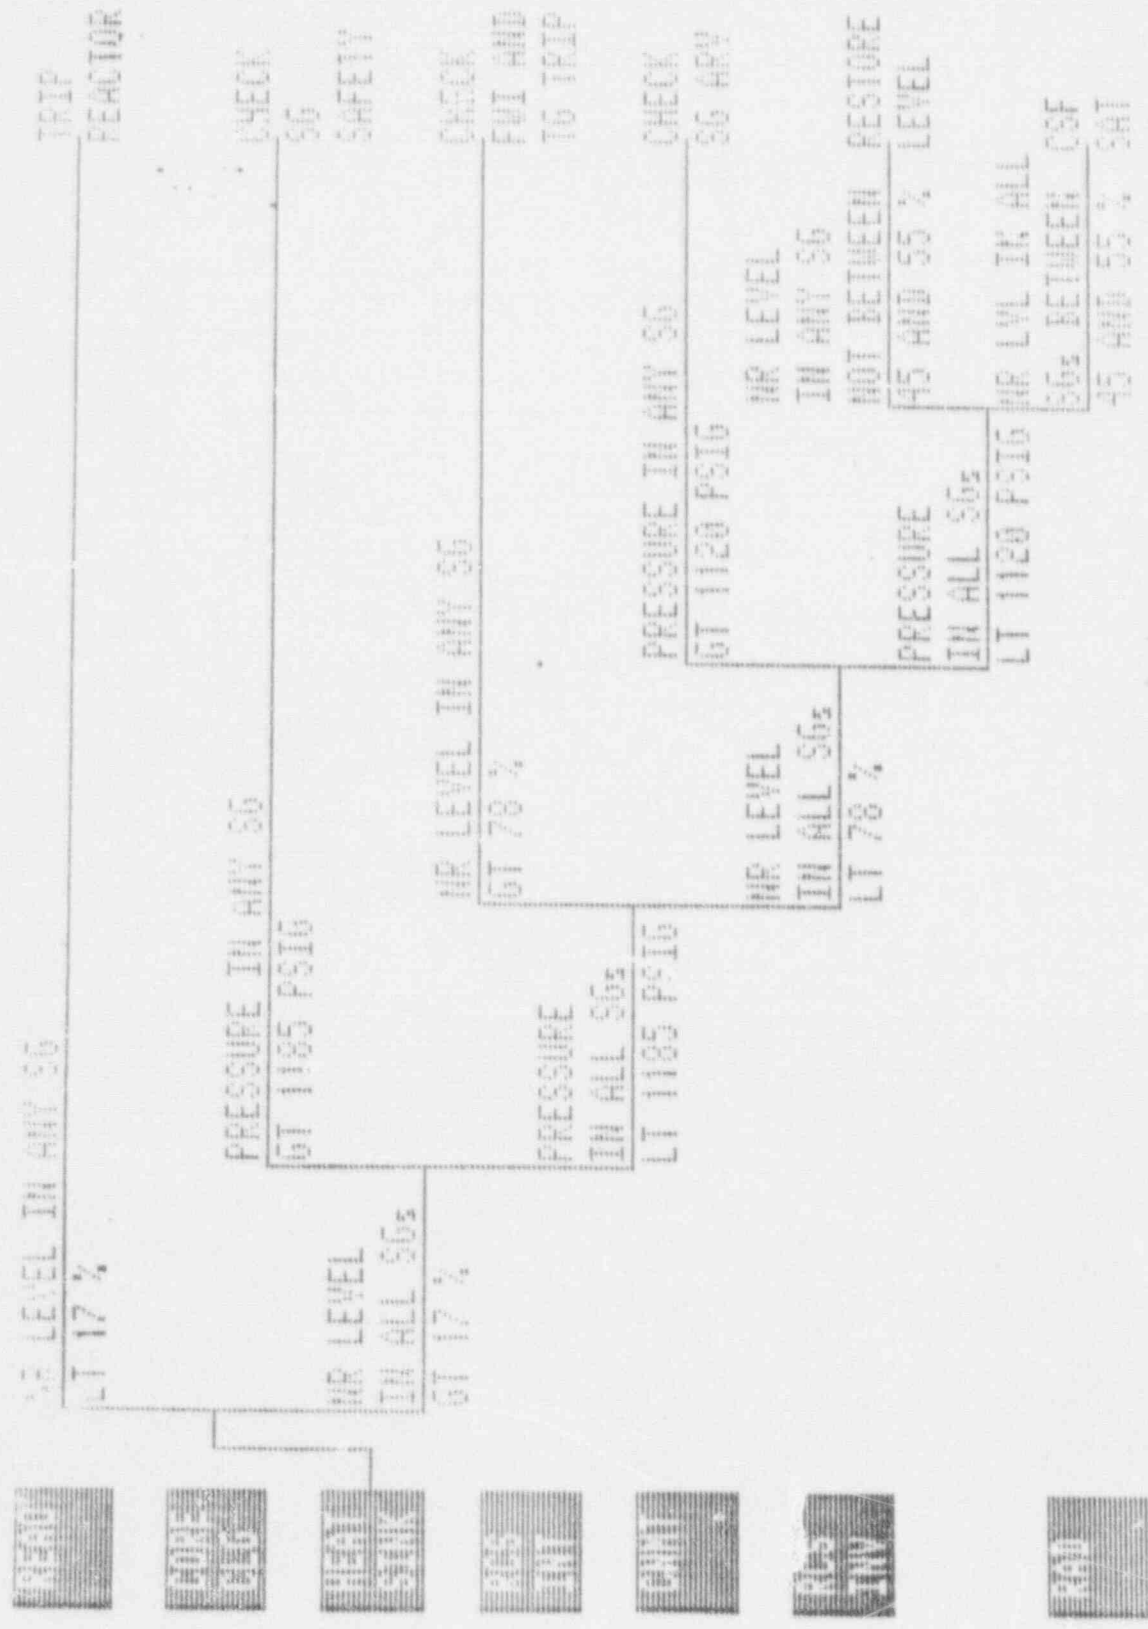 LEVEL IN ANY SG
LT 17 %
TRIP
REACTOR
NR LEVEL
IN ALL SGs
GT 17 %
PRESSURE IN ANY SG
GT 1185 PSIG
CHECK
SG
SAFETY
PRESSURE
IN ALL SGs
LT 1185 PSIG
NR LEVEL IN ANY SG
GT 78 %
CHECK
FWI AND
TG TRIP
NR LEVEL
IN ALL SGs
LT 78 %
PRESSURE IN ANY SG
GT 1120 PSIG
CHECK
SG ARV
PRESSURE
IN ALL SGs
LT 1120 PSIG
NR LEVEL
IN ANY SG
NOT BETWEEN
45 AND 55 %
RESTORE
LEVEL
NR LVL IN ALL
SGs BETWEEN
45 AND 55 %
CSF
SAT
CORE
CLG
HEAT
SINK
RCS
INT
CNMT
RCS
INV
RAD